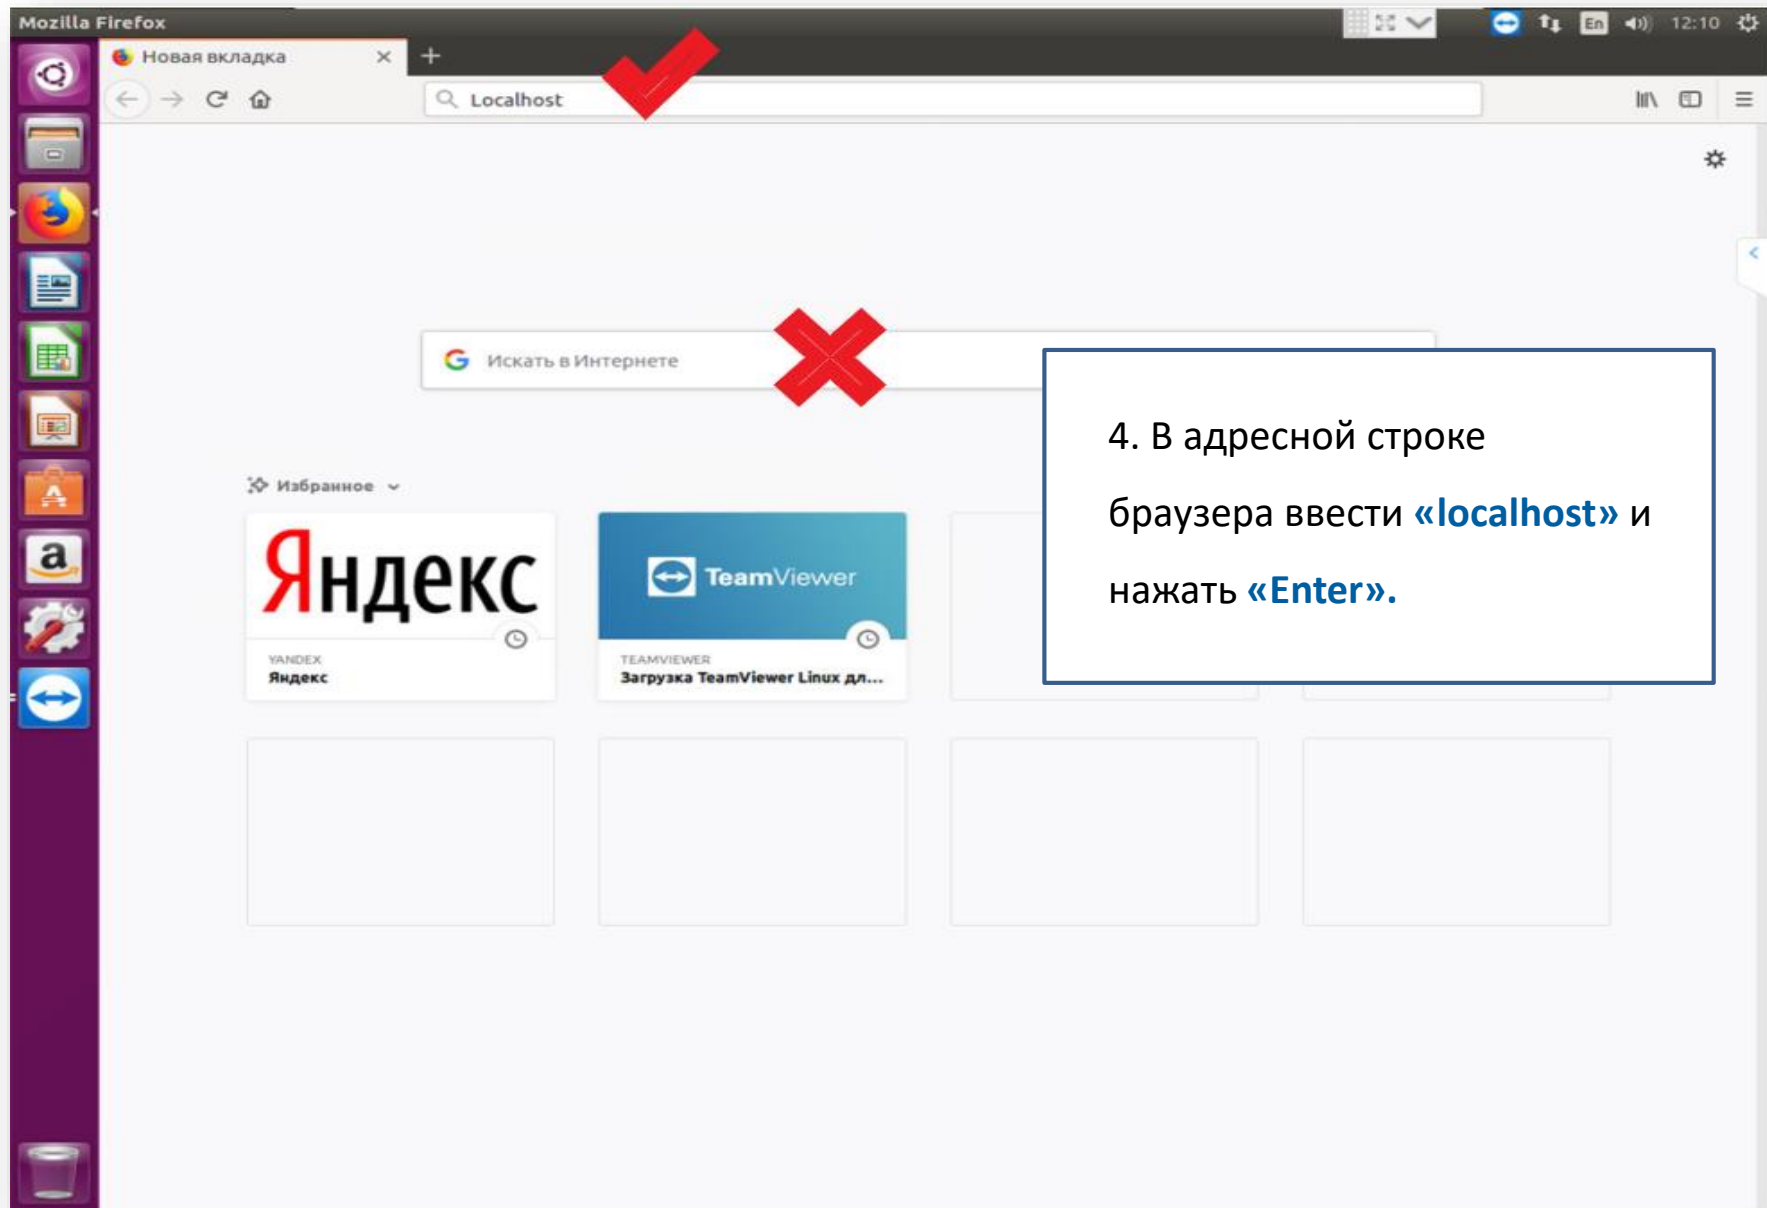 Mozilla Firefox
En
12:10
Новая вкладка
Localhost
Искать в Интернете
4. В адресной строке
браузера ввести «localhost» и
нажать «Enter».
Избранное
Яндекс
TeamViewer
YANDEX
Яндекс
TEAMVIEWER
Загрузка TeamViewer Linux дл...
a